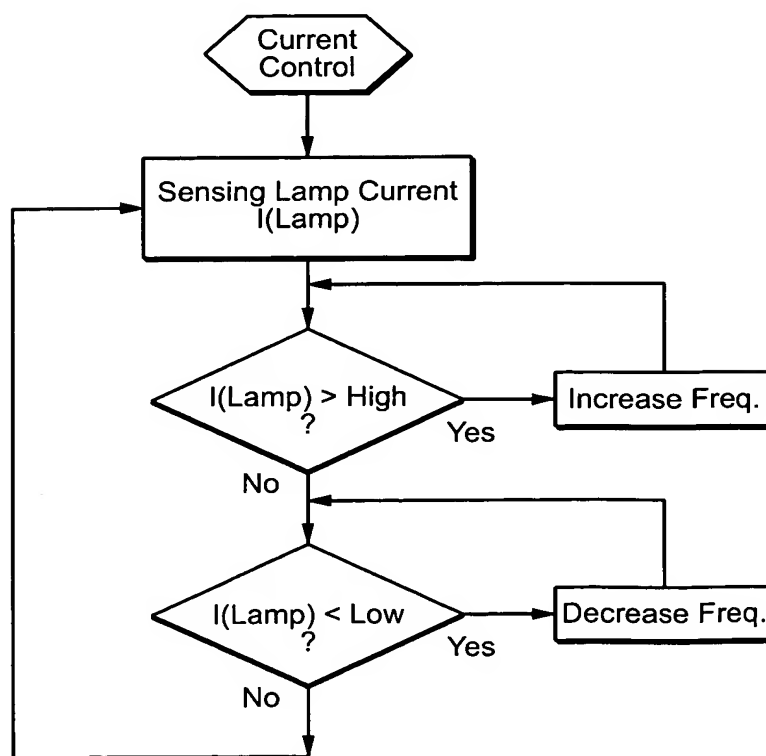 Current
Control
Sensing Lamp Current
I(Lamp)
I(Lamp) > High
?
Yes
Increase Freq.
No
I(Lamp) < Low
?
Yes
Decrease Freq.
No